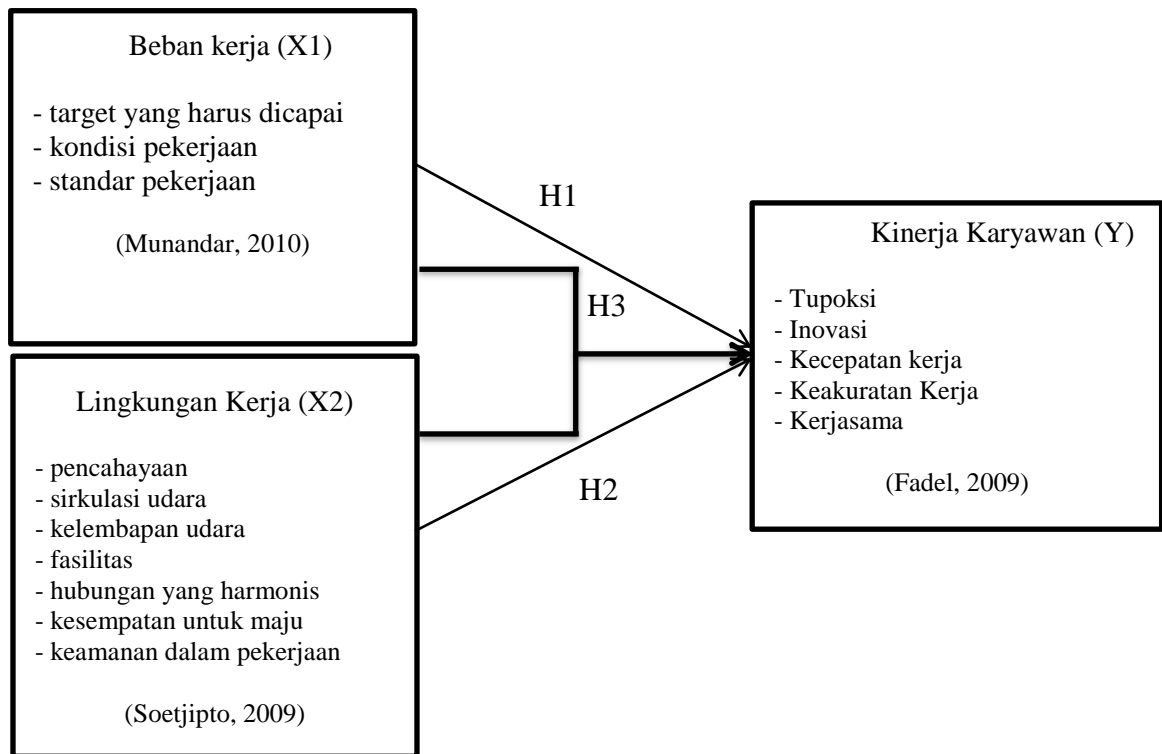 Beban kerja (X1)
- target yang harus dicapai
- kondisi pekerjaan
- standar pekerjaan
(Munandar, 2010)
H1
H3
Lingkungan Kerja (X2)
- pencahayaan
- sirkulasi udara
- kelembapan udara
- fasilitas
- hubungan yang harmonis
- kesempatan untuk maju
- keamanan dalam pekerjaan
(Soetjipto, 2009)
H2
Kinerja Karyawan (Y)
- Tupoksi
- Inovasi
- Kecepatan kerja
- Keakuratan Kerja
- Kerjasama
(Fadel, 2009)